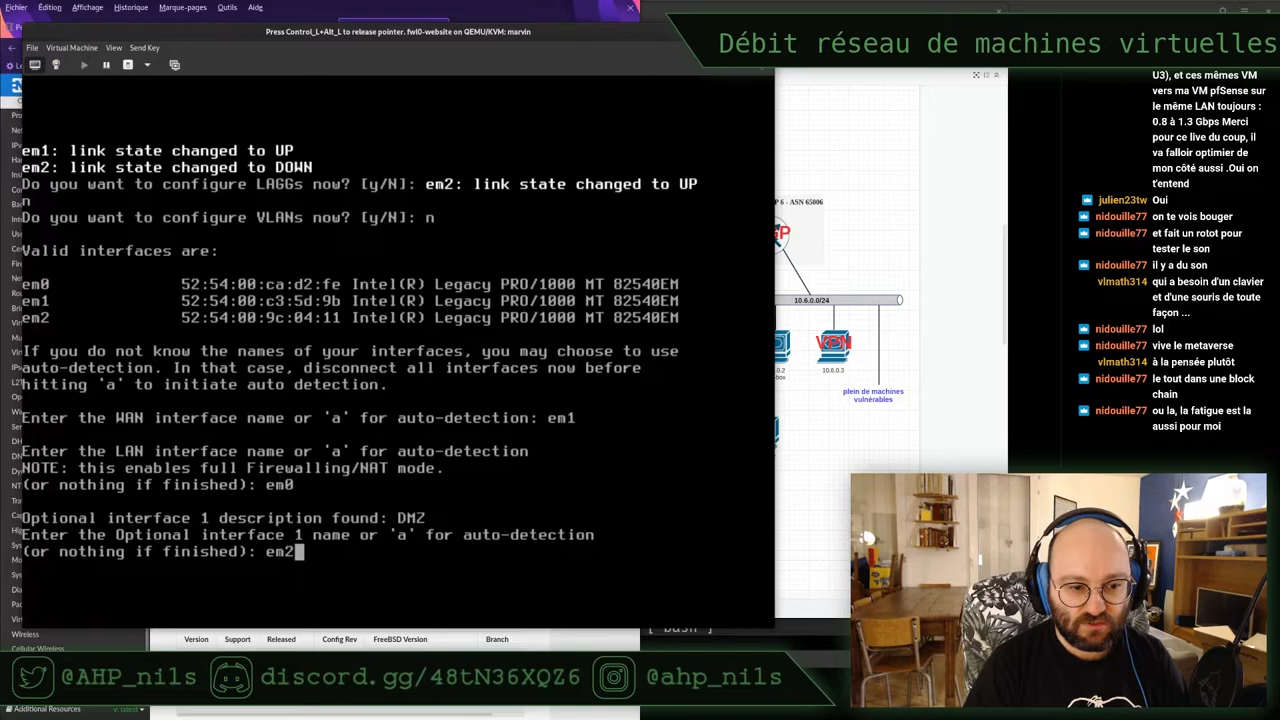 Fichier Édition Affichage Historique Marque-pages Outils Aide
Press Control_L+Alt_L to release pointer. fwl0-website on QEMU/KVM: marvin
File Virtual Machine View Send Key
Débit réseau de machines virtuelles
em1: link state changed to UP
em2: link state changed to DOWN
Do you want to configure LAGGs now? [y/N]: em2: link state changed to UP
n
Do you want to configure VLANs now? [y/N]: n
Valid interfaces are:
em0 52:54:00:ca:d2:fe Intel(R) Legacy PRO/1000 MT 82540EM
em1 52:54:00:c3:5d:9b Intel(R) Legacy PRO/1000 MT 82540EM
em2 52:54:00:9c:04:11 Intel(R) Legacy PRO/1000 MT 82540EM
If you do not know the names of your interfaces, you may choose to use
auto-detection. In that case, disconnect all interfaces now before
hitting 'a' to initiate auto detection.
Enter the WAN interface name or 'a' for auto-detection: em1
Enter the LAN interface name or 'a' for auto-detection
NOTE: this enables full Firewalling/NAT mode.
(or nothing if finished): em0
Optional interface 1 description found: DMZ
Enter the Optional interface 1 name or 'a' for auto-detection
(or nothing if finished): em2
P 6 - ASN 65006
10.6.0.0/24
VPN
10.6.0.3
plein de machines
vulnérables
U3), et ces mêmes VM
vers ma VM pfSense sur
le même LAN toujours :
0.8 à 1.3 Gbps Merci
pour ce live du coup, il
va falloir optimier de
mon côté aussi .Oui on
t'entend
julien23tw Oui
nidouille77 on te vois bouger
nidouille77 et fait un rotot pour
tester le son
nidouille77 il y a du son
vlmath314 qui a besoin d'un clavier
et d'une souris de toute
façon ...
nidouille77 lol
nidouille77 vive le metaverse
vlmath314 à la pensée plutôt
nidouille77 le tout dans une block
chain
nidouille77 ou la, la fatigue est la
aussi pour moi
[ bash ]
Wireless
Cellular Wireless
Version Support Released Config Rev FreeBSD Version Branch
@AHP_nils discord.gg/48tN36XQZ6 @ahp_nils
Additional Resources v: latest